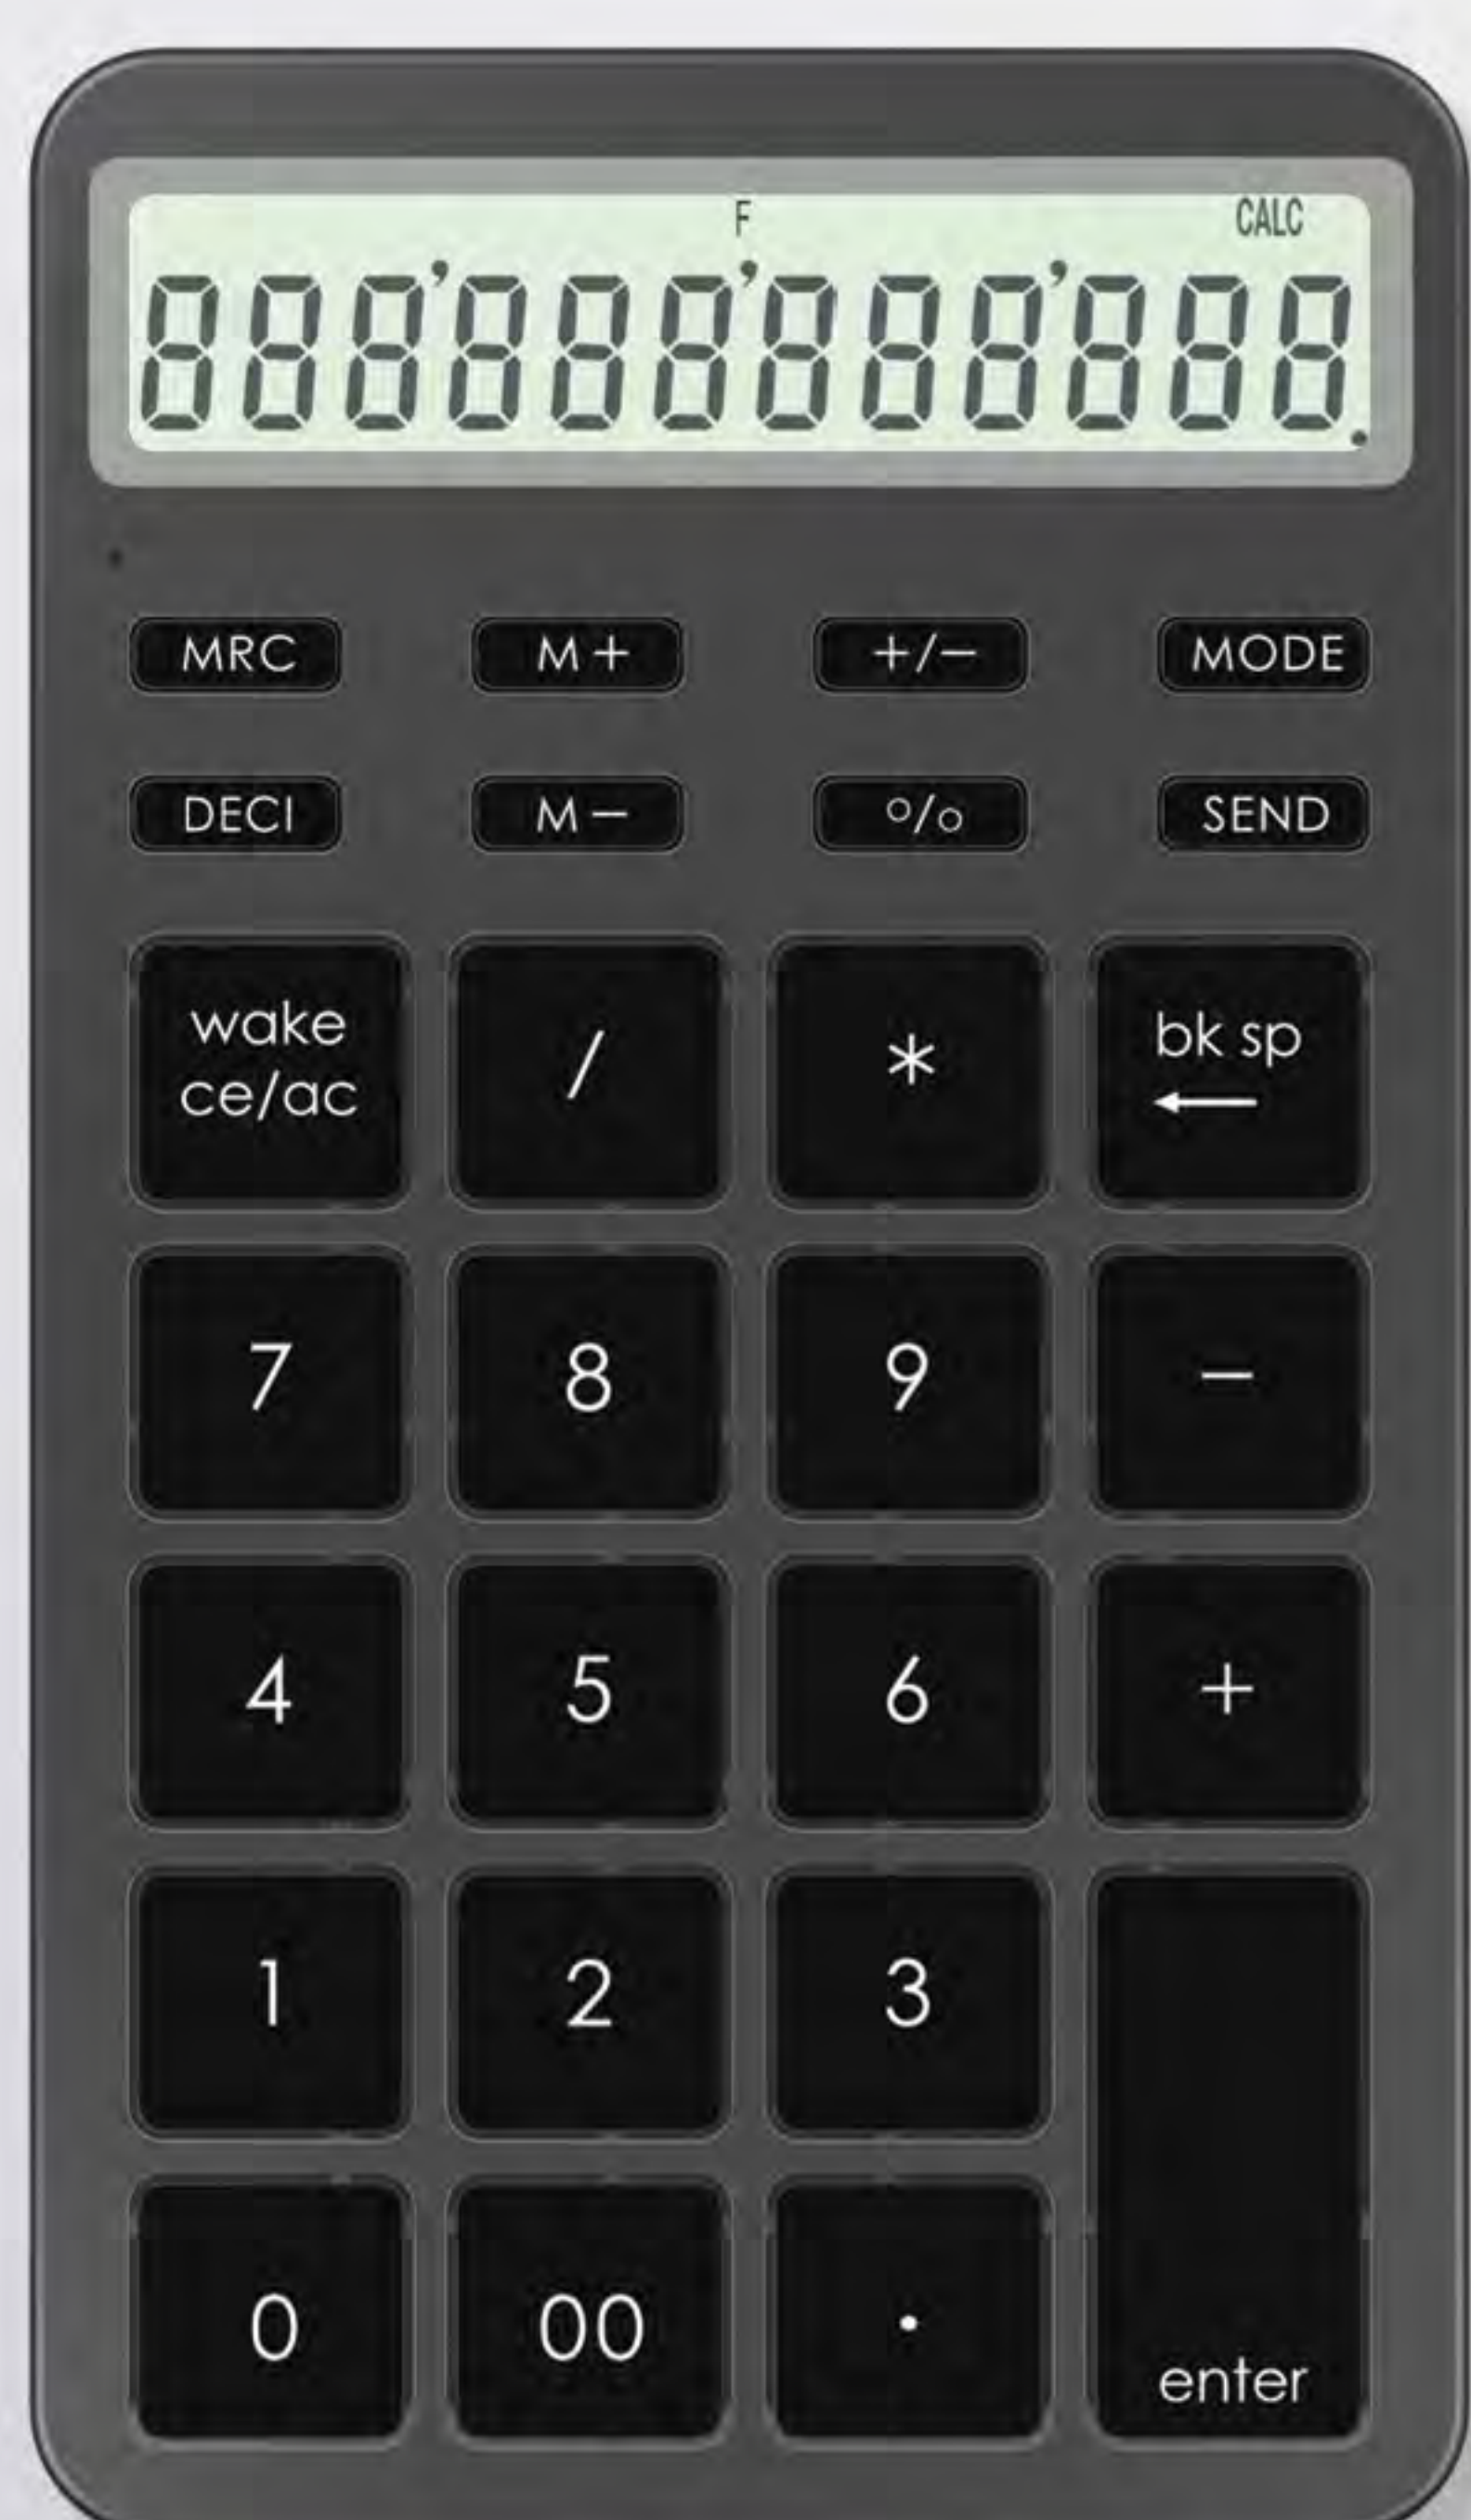 F CALC
888'888'888'888.
MRC M+ +/− MODE
DECI M− % SEND
wake / * bk sp
ce/ac ←
7 8 9 −
4 5 6 +
1 2 3
0 00 . enter